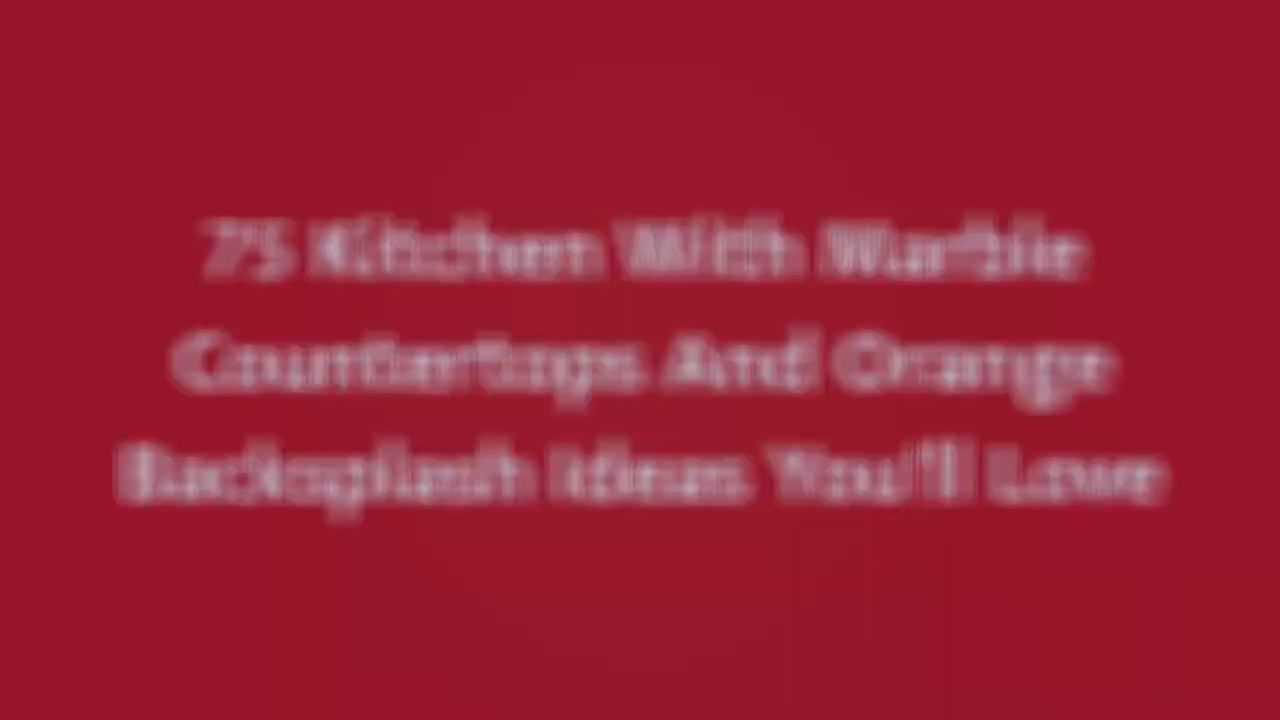 75 Kitchen With Marble
Countertops And Orange
Backsplash Ideas You'll Love